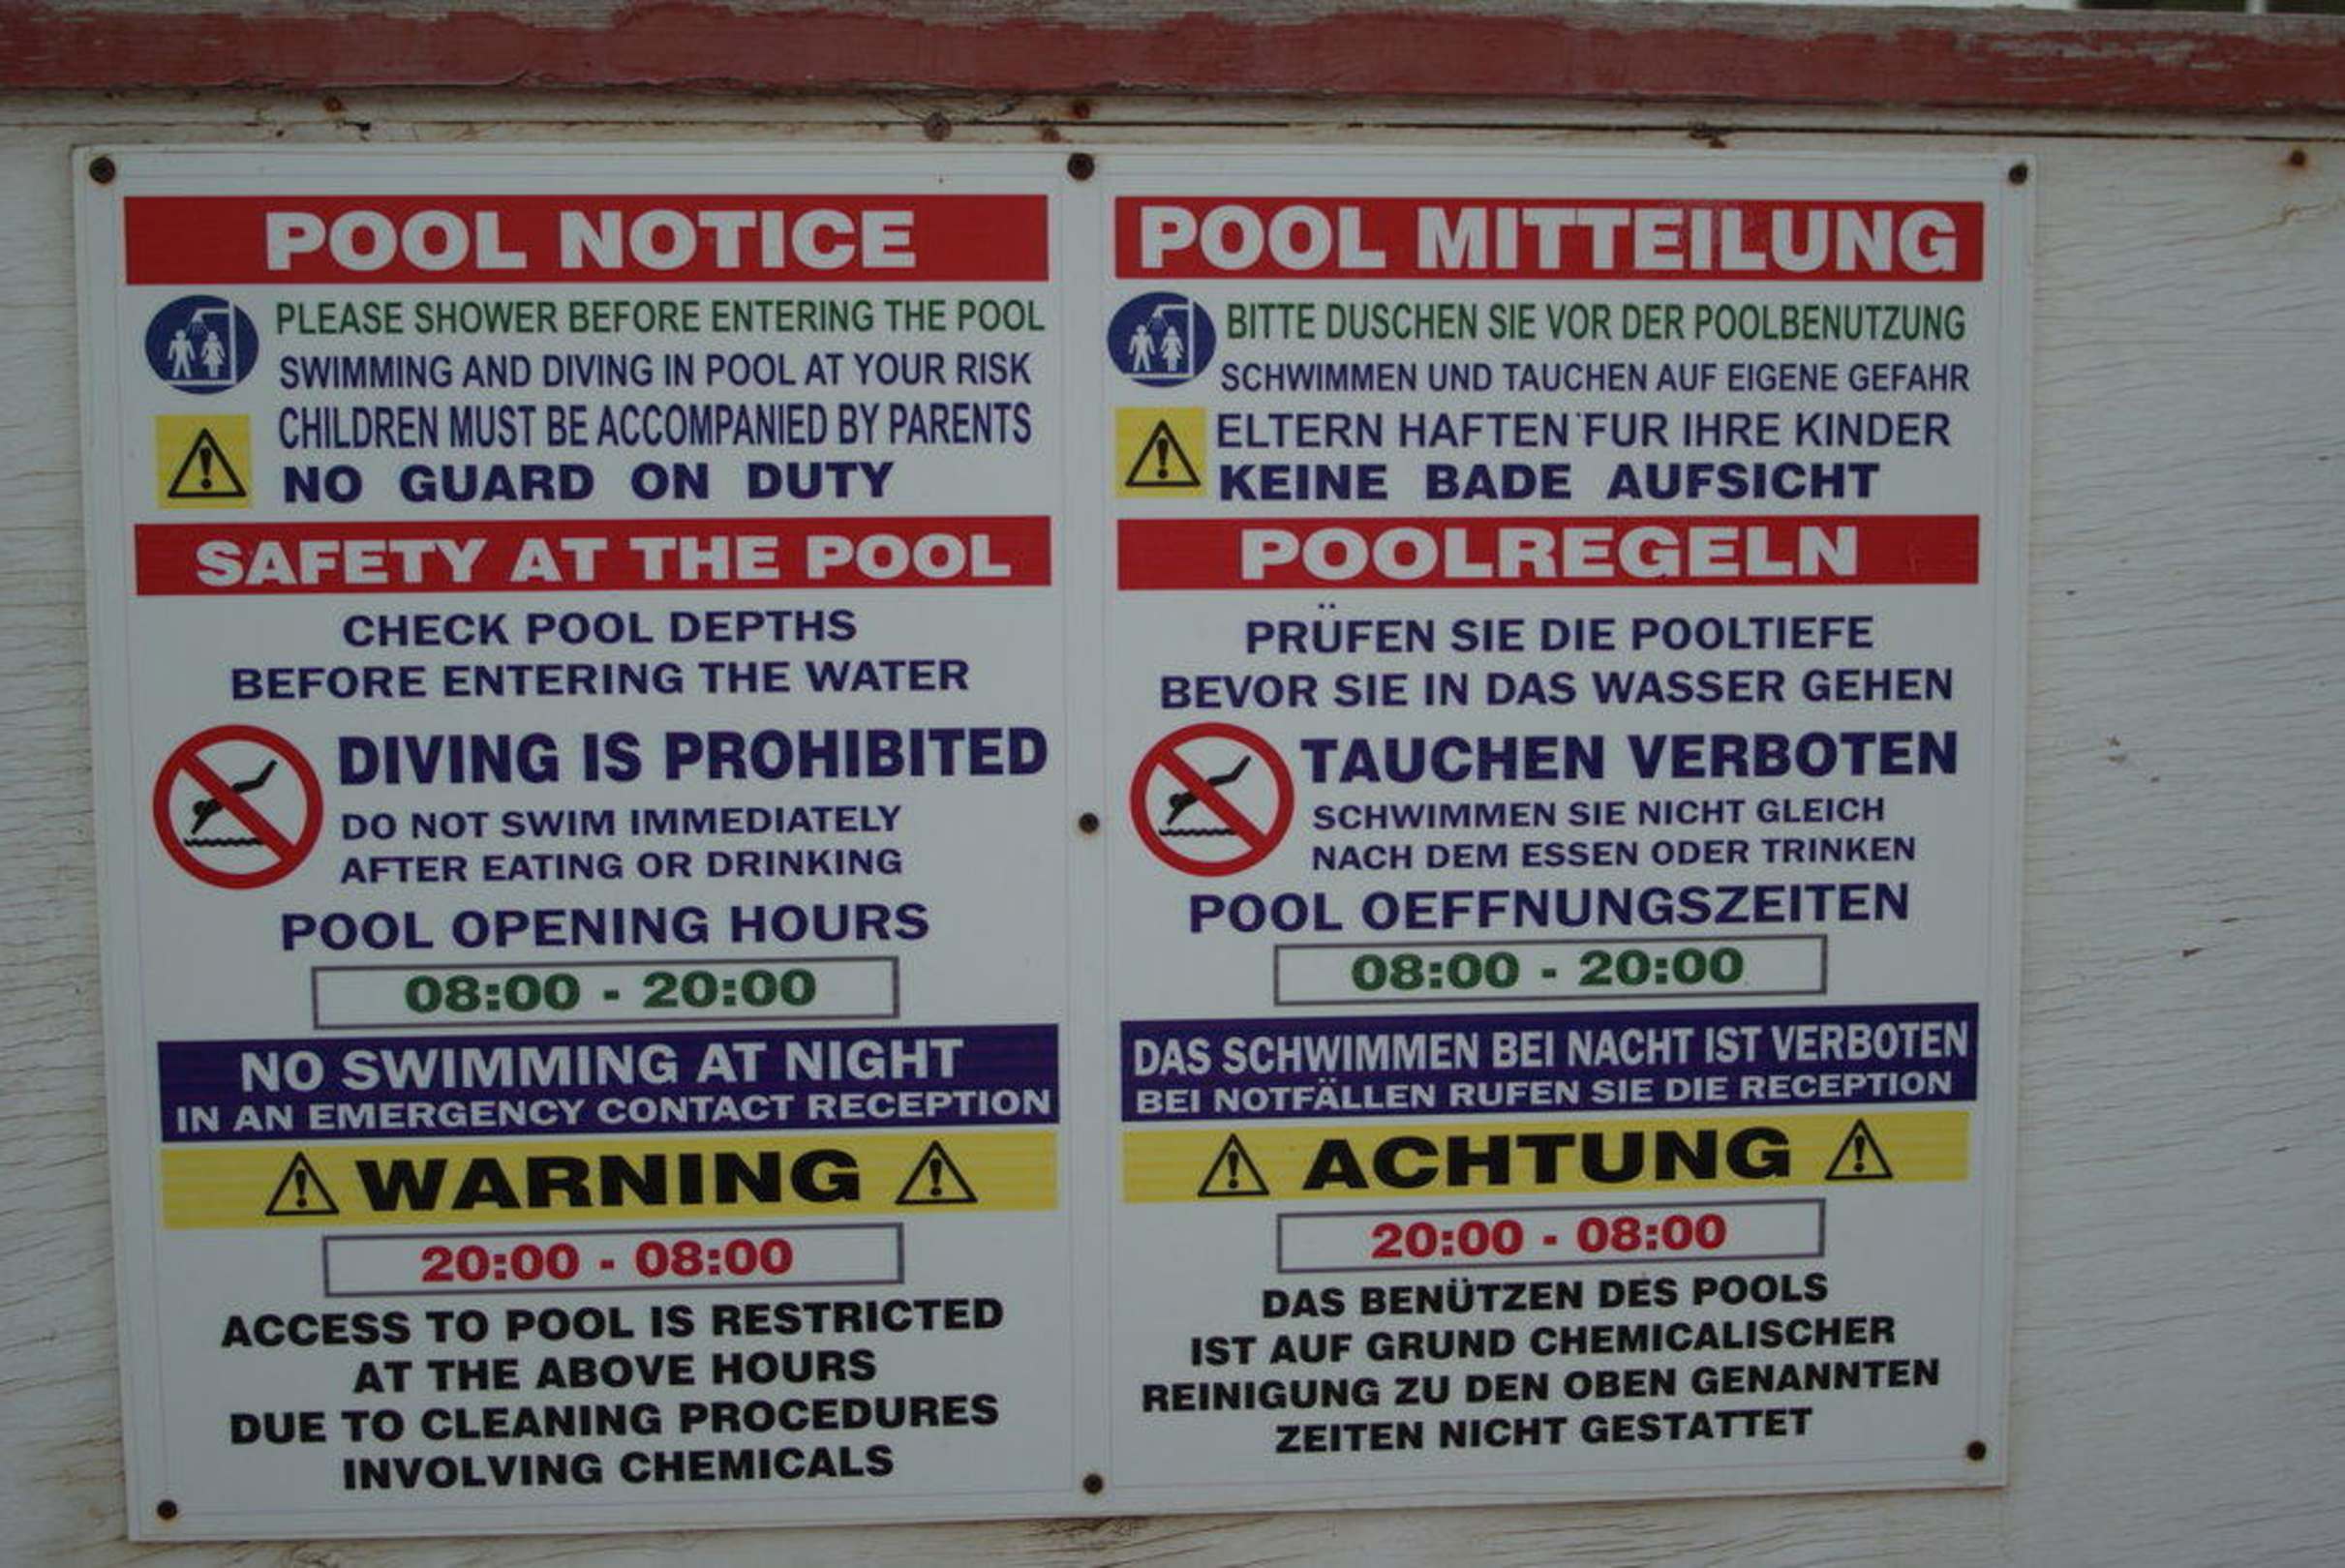 POOL NOTICE
PLEASE SHOWER BEFORE ENTERING THE POOL
SWIMMING AND DIVING IN POOL AT YOUR RISK
CHILDREN MUST BE ACCOMPANIED BY PARENTS
NO GUARD ON DUTY
SAFETY AT THE POOL
CHECK POOL DEPTHS
BEFORE ENTERING THE WATER
DIVING IS PROHIBITED
DO NOT SWIM IMMEDIATELY
AFTER EATING OR DRINKING
POOL OPENING HOURS
08:00 - 20:00
NO SWIMMING AT NIGHT
IN AN EMERGENCY CONTACT RECEPTION
WARNING
20:00 - 08:00
ACCESS TO POOL IS RESTRICTED
AT THE ABOVE HOURS
DUE TO CLEANING PROCEDURES
INVOLVING CHEMICALS
POOL MITTEILUNG
BITTE DUSCHEN SIE VOR DER POOLBENUTZUNG
SCHWIMMEN UND TAUCHEN AUF EIGENE GEFAHR
ELTERN HAFTEN FUR IHRE KINDER
KEINE BADE AUFSICHT
POOLREGELN
PRÜFEN SIE DIE POOLTIEFE
BEVOR SIE IN DAS WASSER GEHEN
TAUCHEN VERBOTEN
SCHWIMMEN SIE NICHT GLEICH
NACH DEM ESSEN ODER TRINKEN
POOL OEFFNUNGSZEITEN
08:00 - 20:00
DAS SCHWIMMEN BEI NACHT IST VERBOTEN
BEI NOTFÄLLEN RUFEN SIE DIE RECEPTION
ACHTUNG
20:00 - 08:00
DAS BENÜTZEN DES POOLS
IST AUF GRUND CHEMICALISCHER
REINIGUNG ZU DEN OBEN GENANNTEN
ZEITEN NICHT GESTATTET